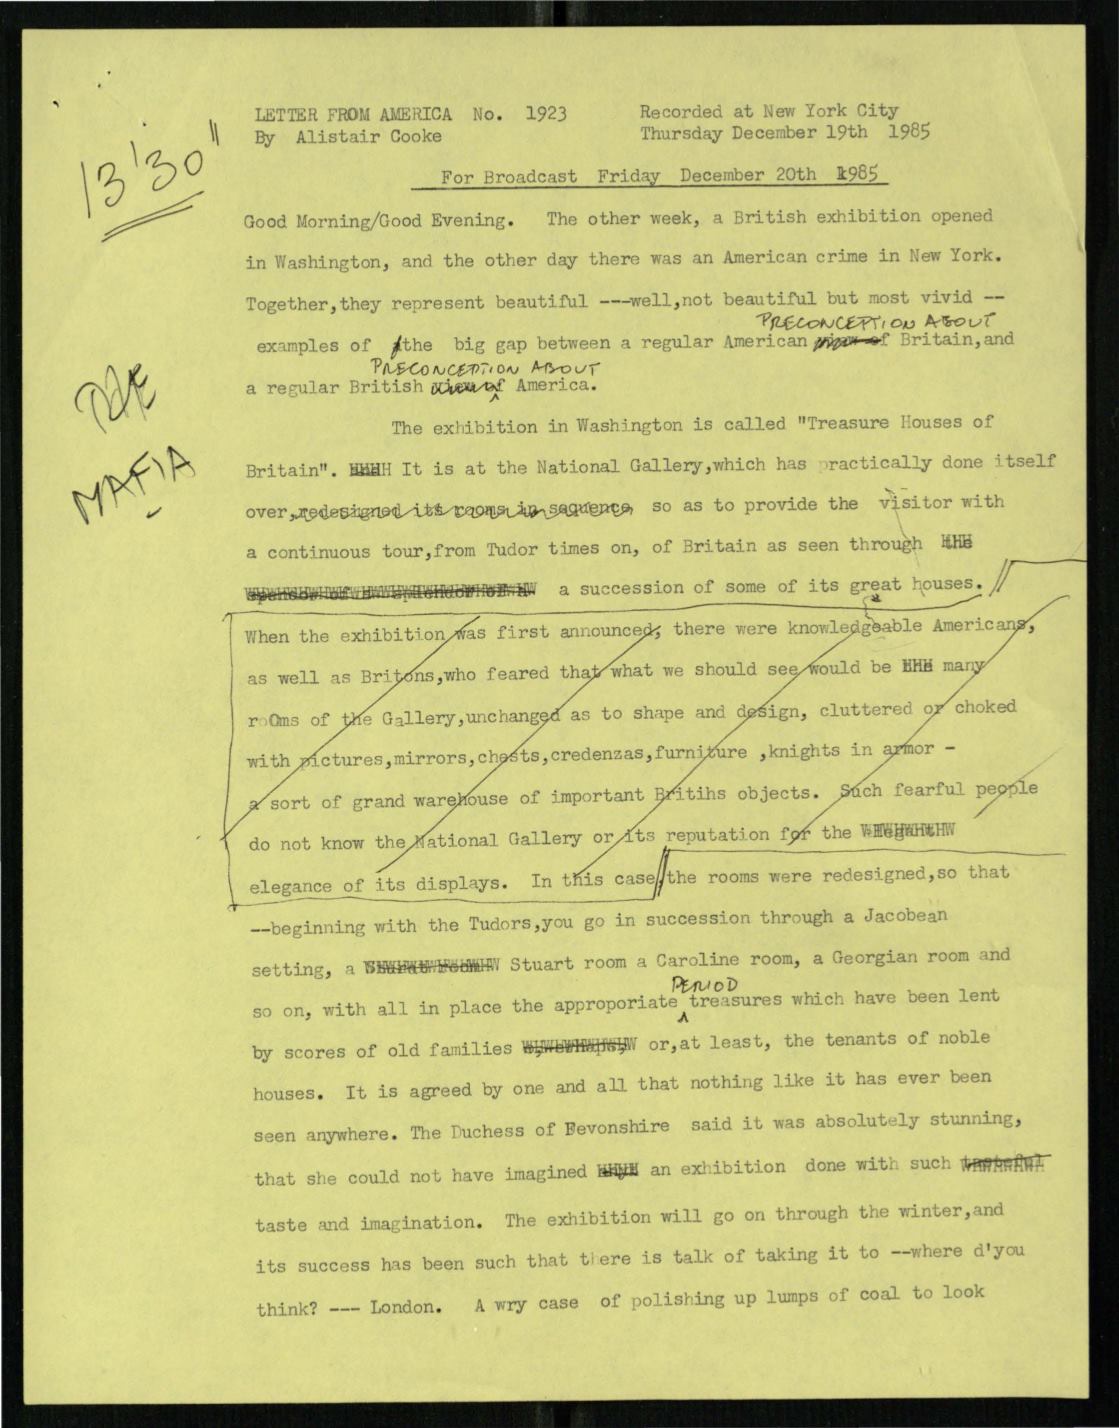 LETTER FROM AMERICA No. 1923
By Alistair Cooke
Recorded at New York City
Thursday December 19th 1985
For Broadcast Friday December 20th 1985
13'30"
THE
MAFIA
Good Morning/Good Evening. The other week, a British exhibition opened
in Washington, and the other day there was an American crime in New York.
Together,they represent beautiful ---well,not beautiful but most vivid --
PRECONCEPTION ABOUT
examples of the big gap between a regular American view of Britain,and
PRECONCEPTION ABOUT
a regular British view of America.
The exhibition in Washington is called "Treasure Houses of
Britain". It is at the National Gallery,which has practically done itself
over,redesigned its rooms in sequence, so as to provide the visitor with
a continuous tour,from Tudor times on, of Britain as seen through the
a succession of some of its great houses.
When the exhibition was first announced, there were knowledgeable Americans,
as well as Britons,who feared that what we should see would be the many
roOms of the Gallery,unchanged as to shape and design, cluttered or choked
with pictures,mirrors,chests,credenzas,furniture ,knights in armor -
a sort of grand warehouse of important Britihs objects. Such fearful people
do not know the National Gallery or its reputation for the
elegance of its displays. In this case,the rooms were redesigned,so that
--beginning with the Tudors,you go in succession through a Jacobean
setting, a Stuart room a Caroline room, a Georgian room and
PERIOD
so on, with all in place the approporiate treasures which have been lent
by scores of old families or,at least, the tenants of noble
houses. It is agreed by one and all that nothing like it has ever been
seen anywhere. The Duchess of Fevonshire said it was absolutely stunning,
that she could not have imagined an exhibition done with such tasteful
taste and imagination. The exhibition will go on through the winter,and
its success has been such that there is talk of taking it to --where d'you
think? --- London. A wry case of polishing up lumps of coal to look